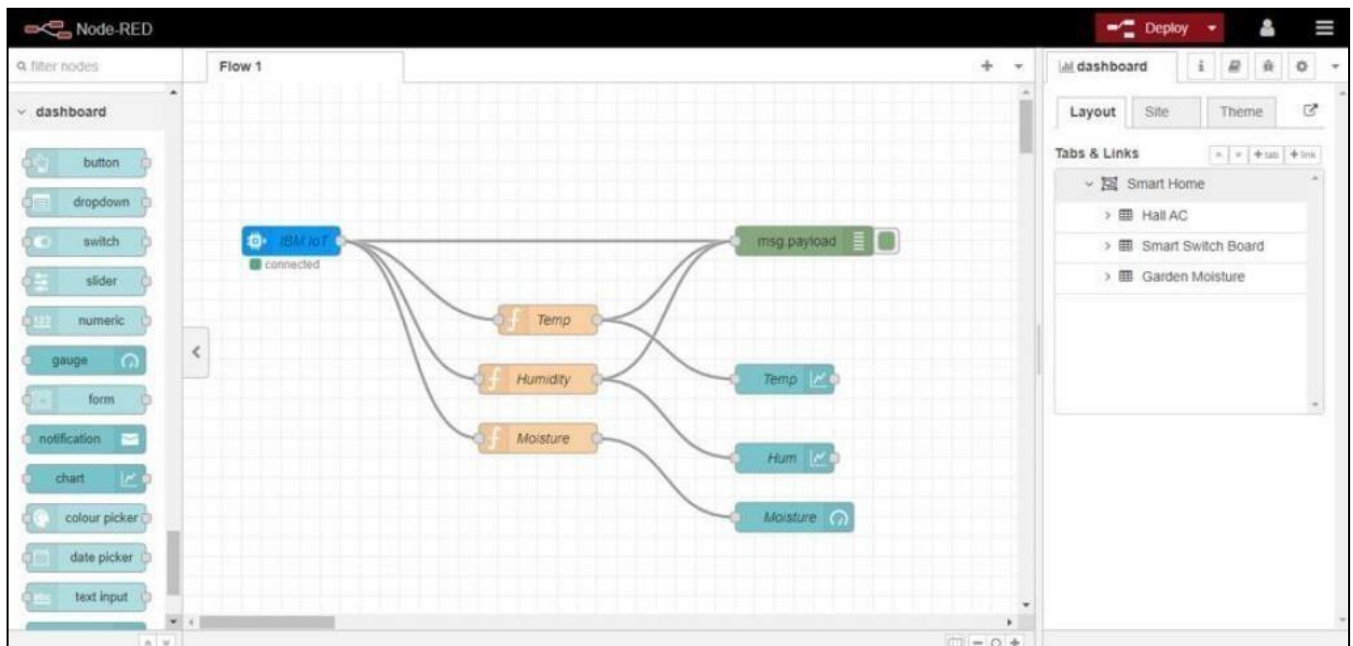 Node-RED
Deploy
filter nodes
Flow 1
dashboard
i
dashboard
Layout
Site
Theme
Tabs & Links
+ tab
+ link
Smart Home
Hall AC
Smart Switch Board
Garden Moisture
button
dropdown
switch
slider
numeric
gauge
form
notification
chart
colour picker
date picker
text input
IBM IoT
connected
msg.payload
Temp
Humidity
Moisture
Temp
Hum
Moisture